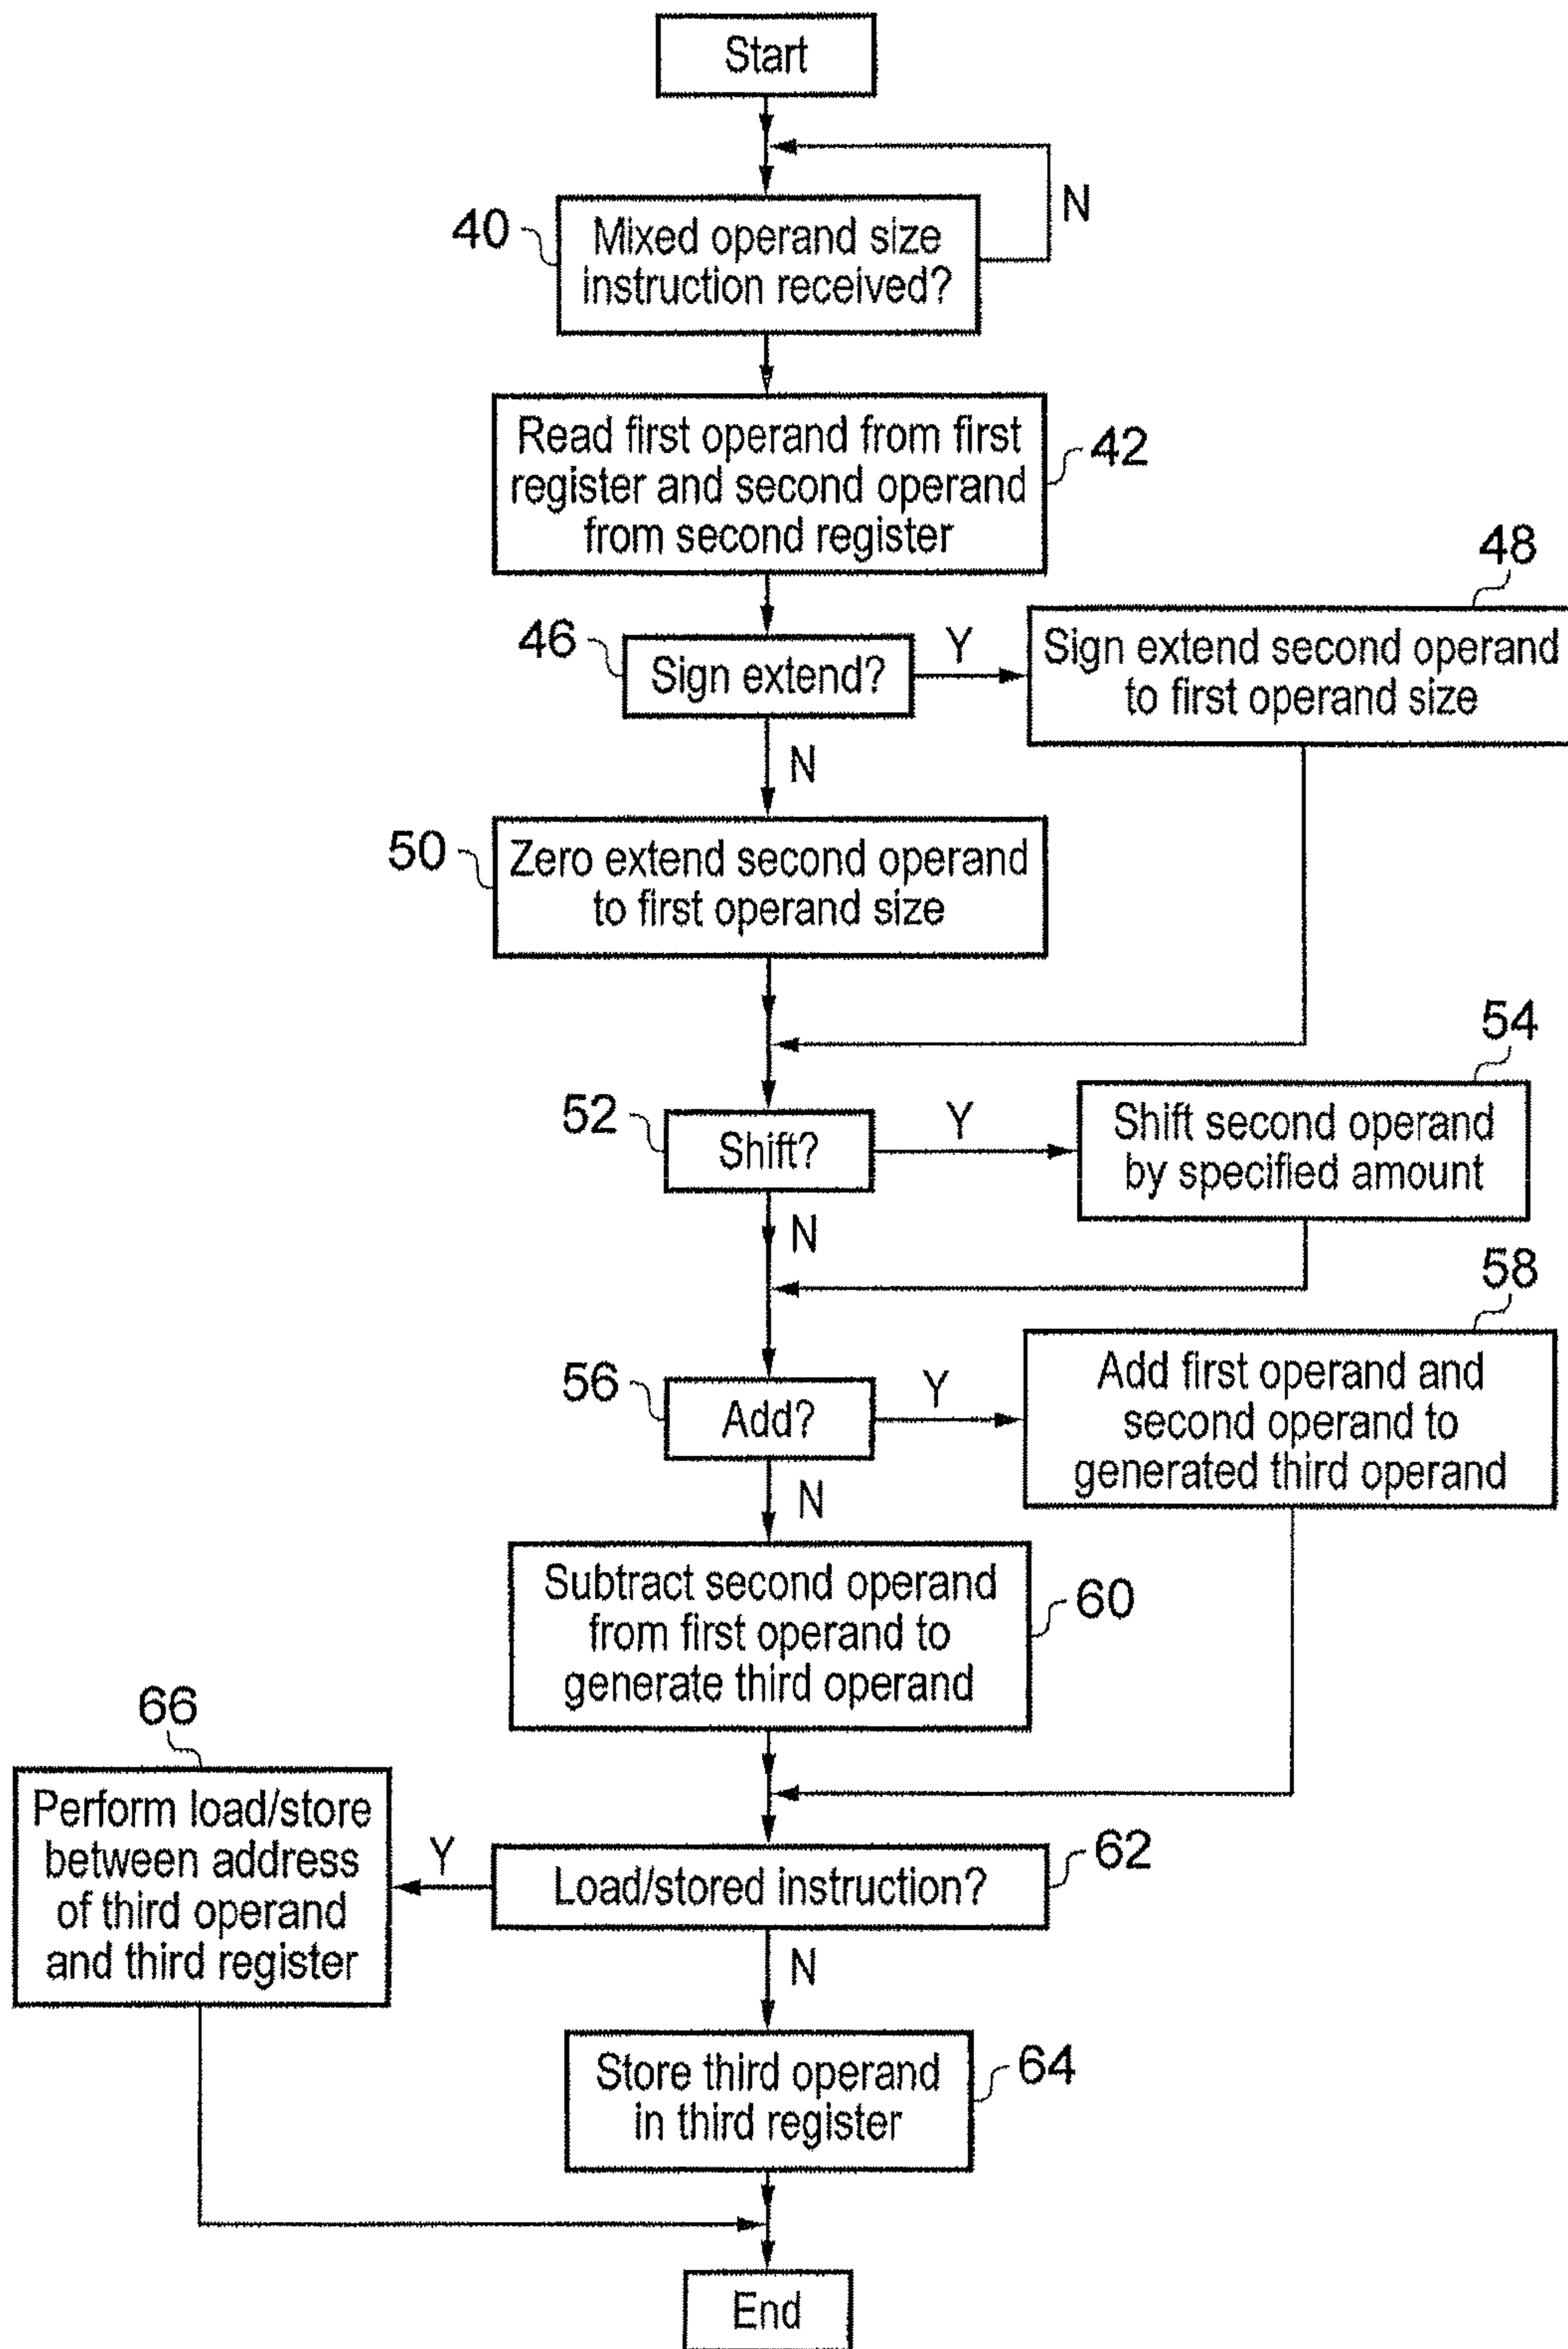 Start
N
40
Mixed operand size
instruction received?
Read first operand from first
register and second operand
from second register
42
48
46
Sign extend?
Y
Sign extend second operand
to first operand size
N
50
Zero extend second operand
to first operand size
54
52
Shift?
Y
Shift second operand
by specified amount
N
58
56
Add?
Y
Add first operand and
second operand to
generated third operand
N
Subtract second operand
from first operand to
generate third operand
60
66
Perform load/store
between address
of third operand
and third register
Y
Load/stored instruction?
62
N
Store third operand
in third register
64
End